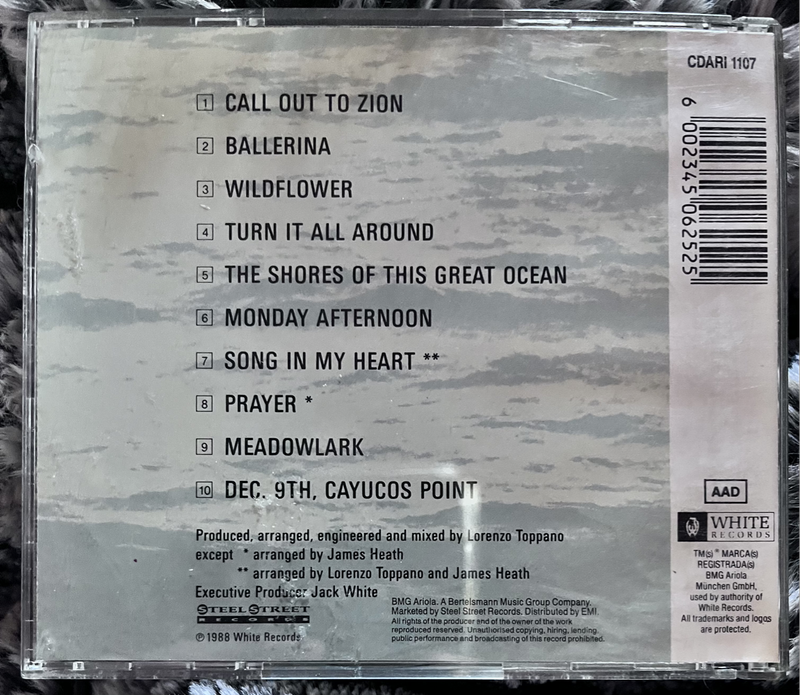 CDARI 1107
1 CALL OUT TO ZION
2 BALLERINA
3 WILDFLOWER
4 TURN IT ALL AROUND
5 THE SHORES OF THIS GREAT OCEAN
6 MONDAY AFTERNOON
7 SONG IN MY HEART **
8 PRAYER *
9 MEADOWLARK
10 DEC. 9TH, CAYUCOS POINT
Produced, arranged, engineered and mixed by Lorenzo Toppano
except * arranged by James Heath
** arranged by Lorenzo Toppano and James Heath
Executive Producer Jack White
STEEL STREET
RECORDS
℗ 1988 White Records
BMG Ariola. A Bertelsmann Music Group Company.
Marketed by Steel Street Records. Distributed by EMI.
All rights of the producer and of the owner of the work
reproduced reserved. Unauthorised copying, hiring, lending,
public performance and broadcasting of this record prohibited.
6 002345 062525
AAD
WHITE
RECORDS
TM(s) ® MARCA(s)
REGISTRADA(s)
BMG Ariola
München GmbH,
used by authority of
White Records.
All trademarks and logos
are protected.